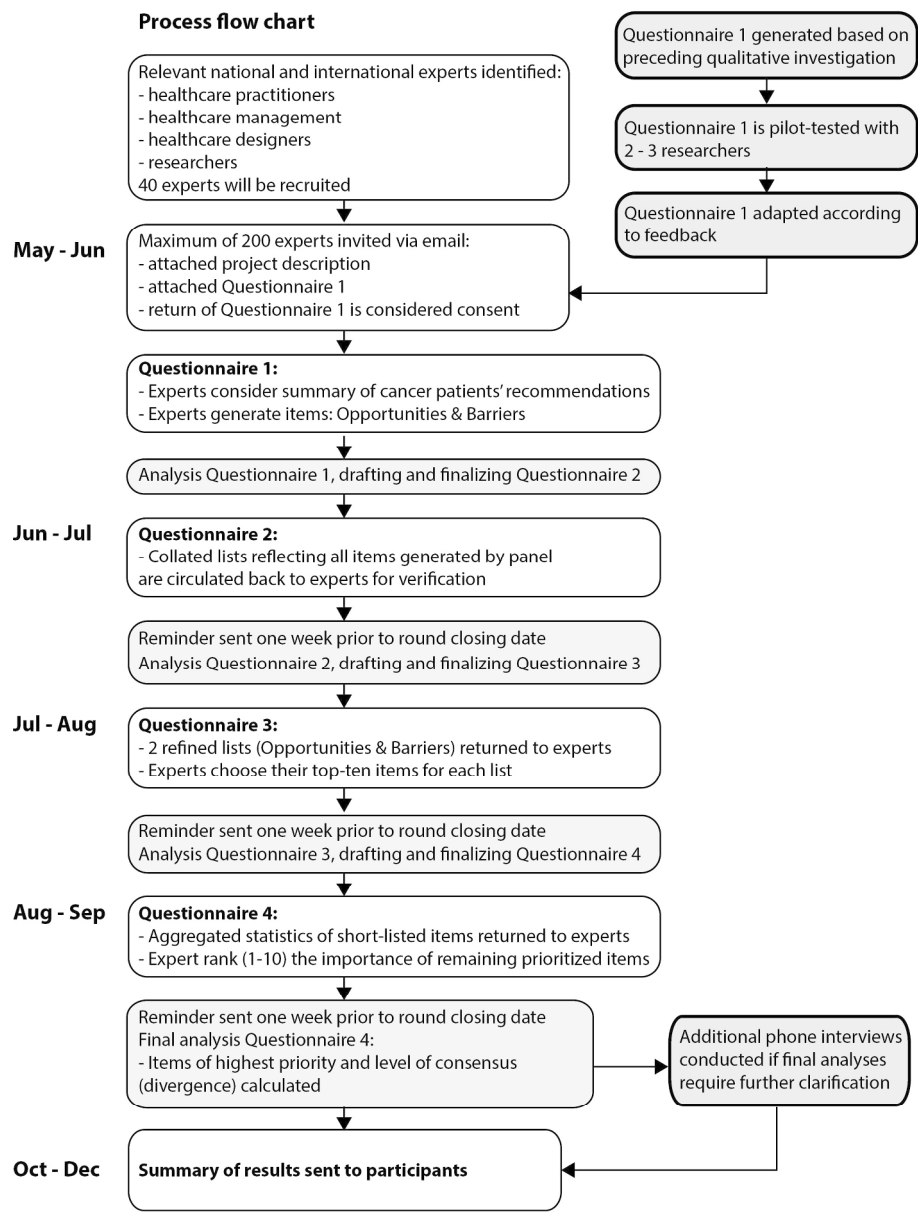 Process flow chart
Relevant national and international experts identified:
- healthcare practitioners
- healthcare management
- healthcare designers
- researchers
40 experts will be recruited
Questionnaire 1 generated based on
preceding qualitative investigation
Questionnaire 1 is pilot-tested with
2 - 3 researchers
Questionnaire 1 adapted according
to feedback
May - Jun
Maximum of 200 experts invited via email:
- attached project description
- attached Questionnaire 1
- return of Questionnaire 1 is considered consent
Questionnaire 1:
- Experts consider summary of cancer patients' recommendations
- Experts generate items: Opportunities & Barriers
Analysis Questionnaire 1, drafting and finalizing Questionnaire 2
Jun - Jul
Questionnaire 2:
- Collated lists reflecting all items generated by panel
are circulated back to experts for verification
Reminder sent one week prior to round closing date
Analysis Questionnaire 2, drafting and finalizing Questionnaire 3
Jul - Aug
Questionnaire 3:
- 2 refined lists (Opportunities & Barriers) returned to experts
- Experts choose their top-ten items for each list
Reminder sent one week prior to round closing date
Analysis Questionnaire 3, drafting and finalizing Questionnaire 4
Aug - Sep
Questionnaire 4:
- Aggregated statistics of short-listed items returned to experts
- Expert rank (1-10) the importance of remaining prioritized items
Reminder sent one week prior to round closing date
Final analysis Questionnaire 4:
- Items of highest priority and level of consensus
(divergence) calculated
Additional phone interviews
conducted if final analyses
require further clarification
Oct - Dec
Summary of results sent to participants